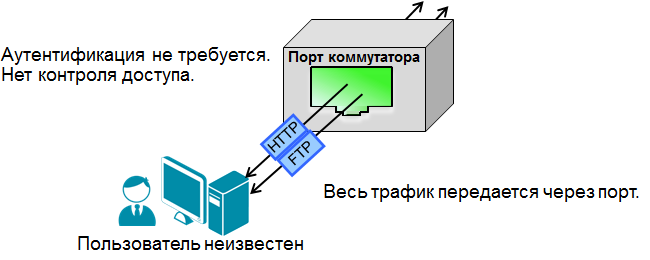 Аутентификация не требуется.
Нет контроля доступа.
Порт коммутатора
HTTP
FTP
Весь трафик передается через порт.
Пользователь неизвестен